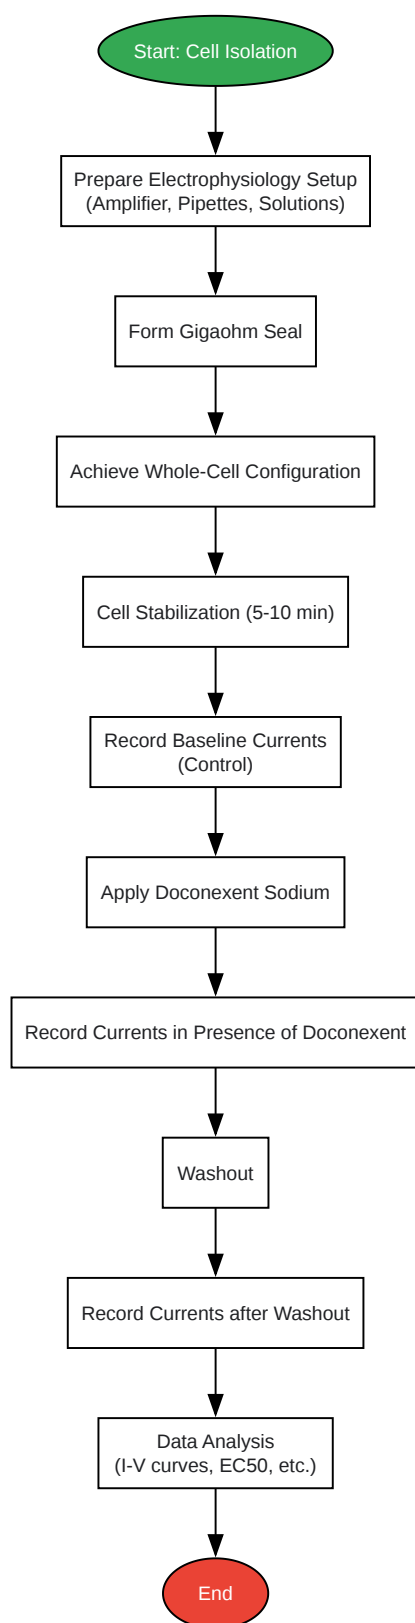 Start: Cell Isolation
Prepare Electrophysiology Setup
(Amplifier, Pipettes, Solutions)
Form Gigaohm Seal
Achieve Whole-Cell Configuration
Cell Stabilization (5-10 min)
Record Baseline Currents
(Control)
Apply Doconexent Sodium
Record Currents in Presence of Doconexent
Washout
Record Currents after Washout
Data Analysis
(I-V curves, EC50, etc.)
End